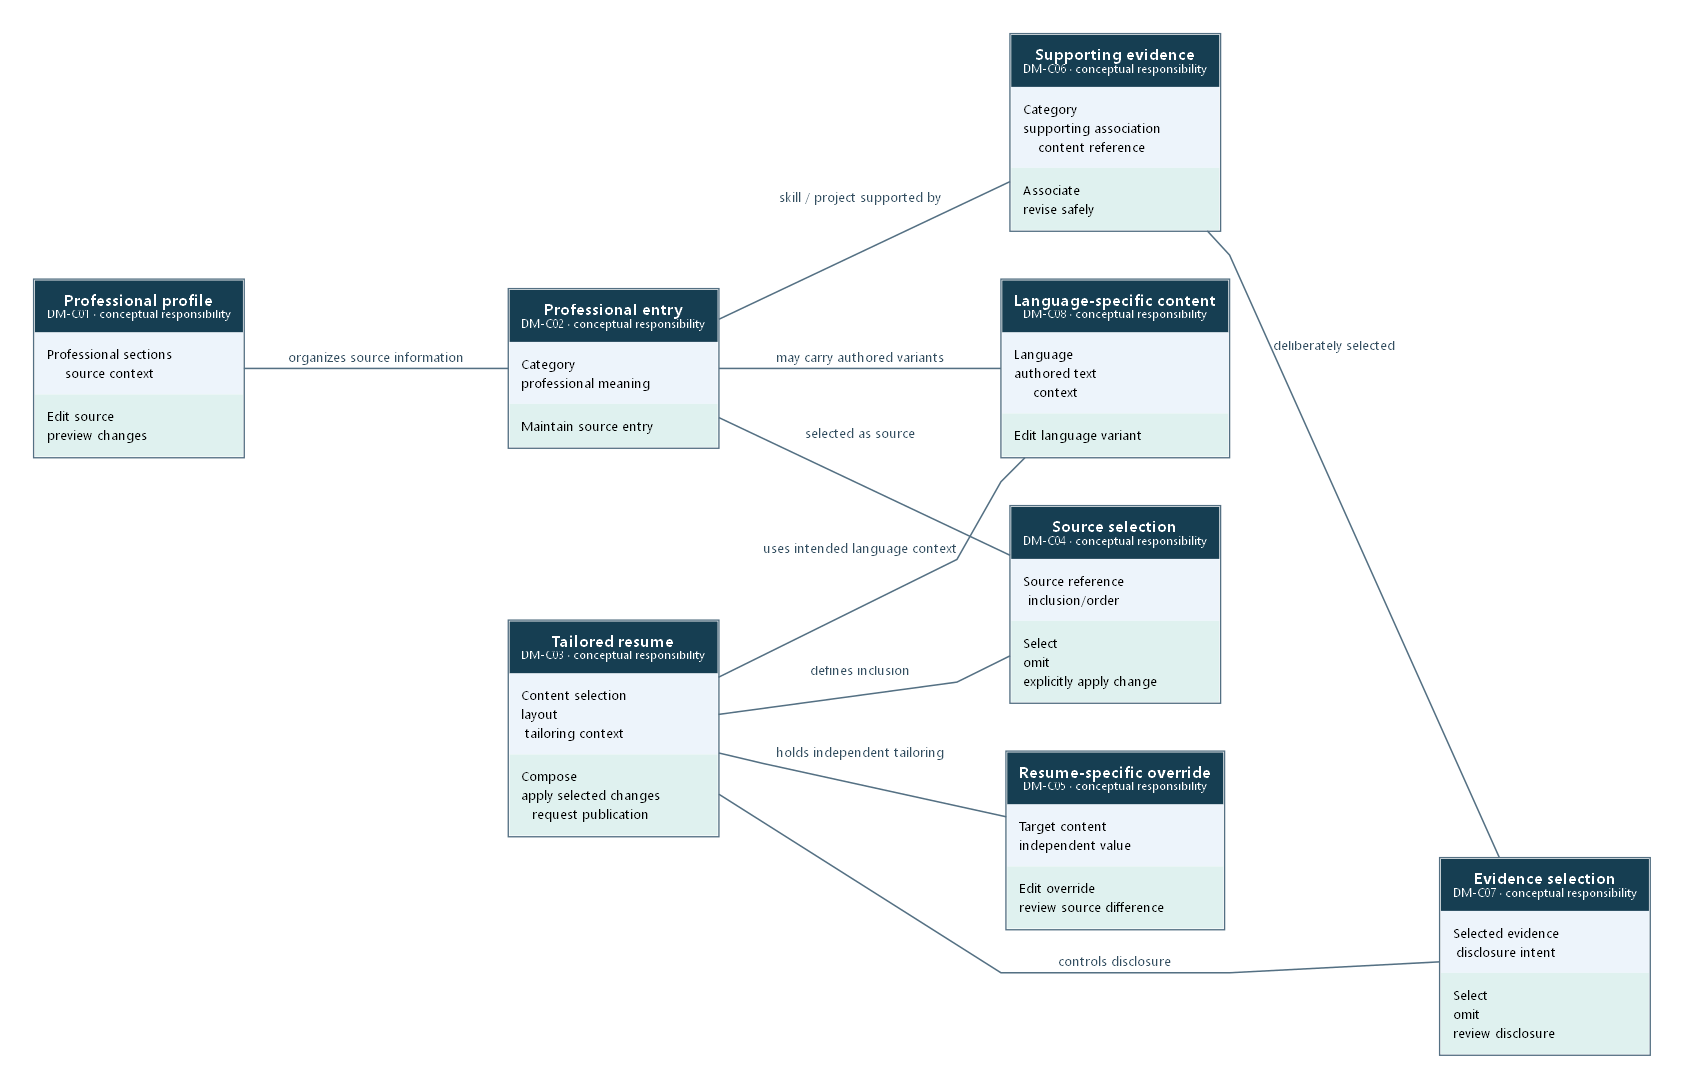 Supporting evidence
DM-C06 · conceptual responsibility
Category
supporting association
content reference
Associate
revise safely
skill / project supported by
Professional profile
DM-C01 · conceptual responsibility
Professional sections
source context
Edit source
preview changes
organizes source information
Professional entry
DM-C02 · conceptual responsibility
Category
professional meaning
Maintain source entry
may carry authored variants
Language-specific content
DM-C08 · conceptual responsibility
Language
authored text
context
Edit language variant
deliberately selected
selected as source
uses intended language context
Source selection
DM-C04 · conceptual responsibility
Source reference
inclusion/order
Select
omit
explicitly apply change
Tailored resume
DM-C03 · conceptual responsibility
Content selection
layout
tailoring context
Compose
apply selected changes
request publication
defines inclusion
holds independent tailoring
Resume-specific override
DM-C05 · conceptual responsibility
Target content
independent value
Edit override
review source difference
controls disclosure
Evidence selection
DM-C07 · conceptual responsibility
Selected evidence
disclosure intent
Select
omit
review disclosure